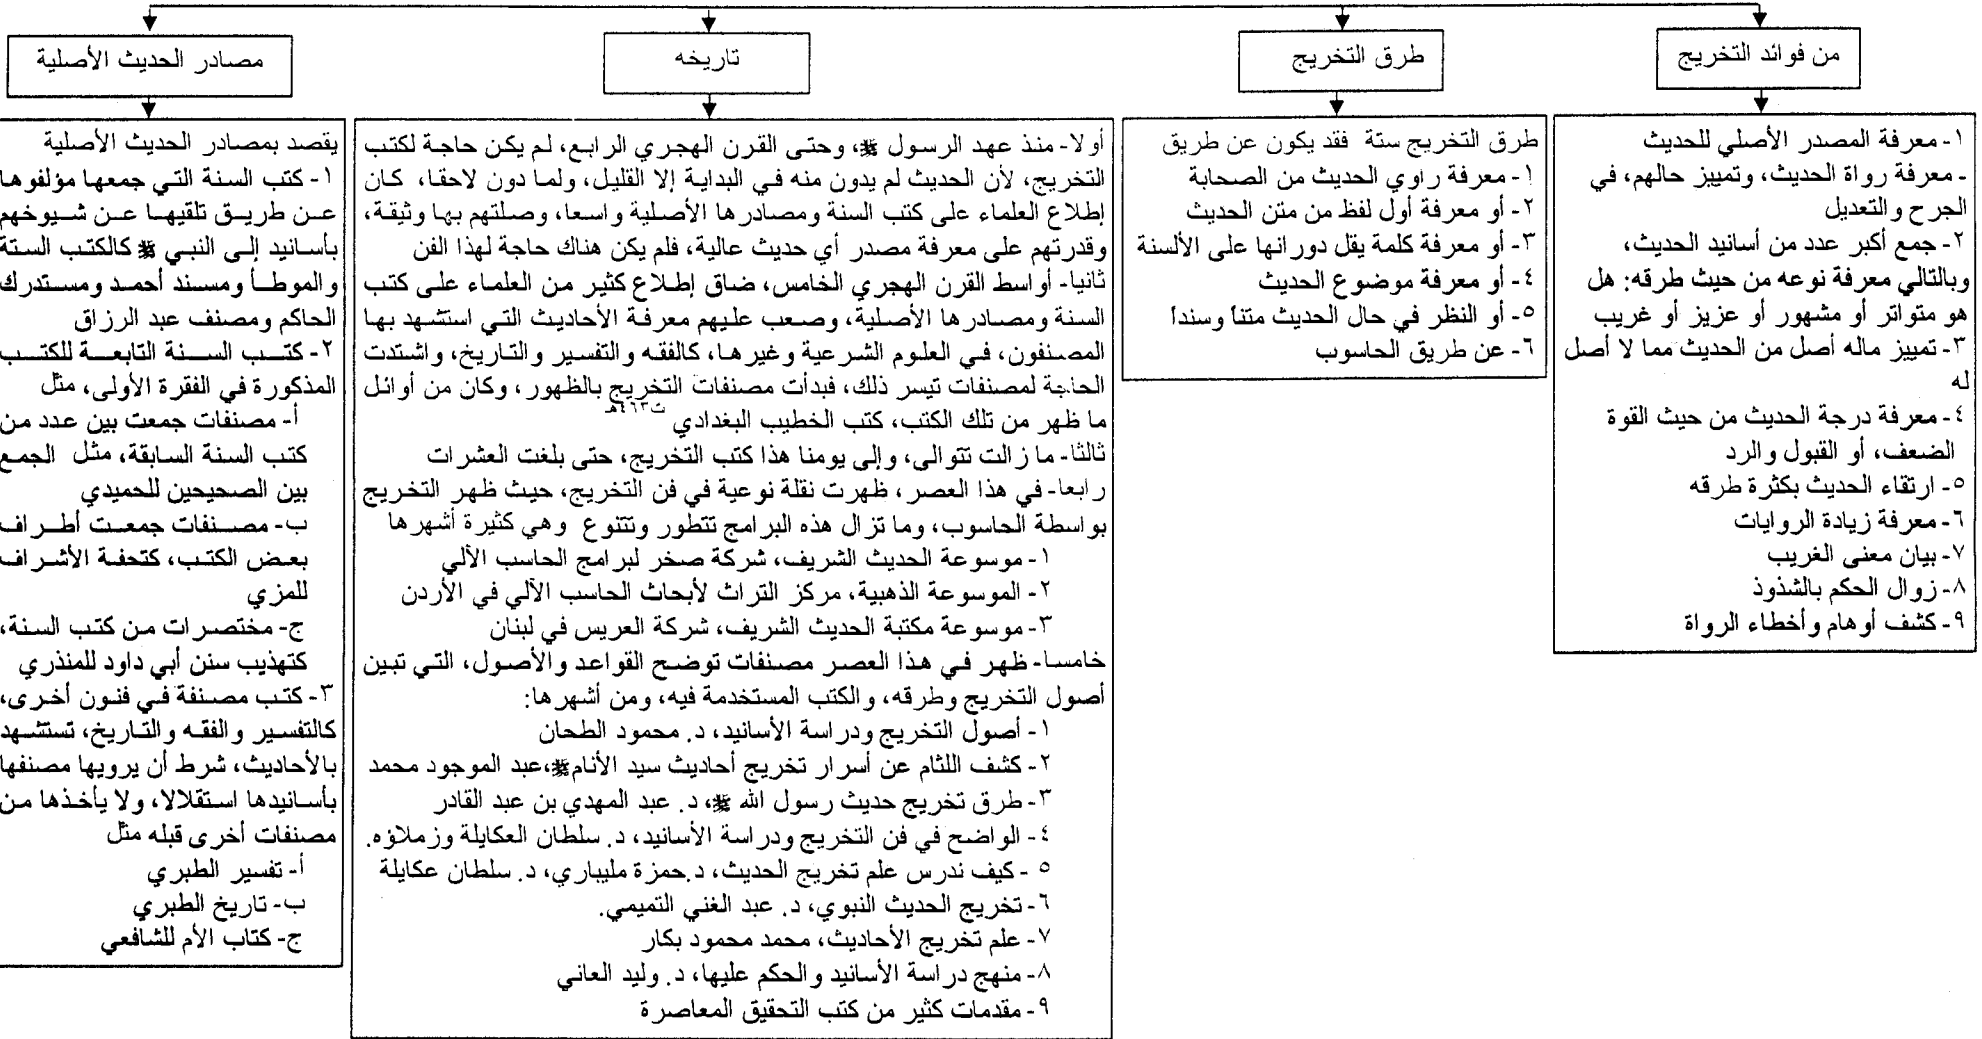 من فوائد التخريج
١- معرفة المصدر الأصلي للحديث
- معرفة رواة الحديث، وتمييز حالهم، في
الجرح والتعديل
٢- جمع أكبر عدد من أسانيد الحديث،
وبالتالي معرفة نوعه من حيث طرقه: هل
هو متواتر أو مشهور أو عزيز أو غريب
٣- تمييز ماله أصل من الحديث مما لا أصل
له
٤- معرفة درجة الحديث من حيث القوة
الضعف، أو القبول والرد
٥- ارتقاء الحديث بكثرة طرقه
٦- معرفة زيادة الروايات
٧- بيان معنى الغريب
٨- زوال الحكم بالشذوذ
٩- كشف أوهام وأخطاء الرواة
طرق التخريج
طرق التخريج ستة فقد يكون عن طريق
١- معرفة راوي الحديث من الصحابة
٢- أو معرفة أول لفظ من متن الحديث
٣- أو معرفة كلمة يقل دورانها على الألسنة
٤- أو معرفة موضوع الحديث
٥- أو النظر في حال الحديث متناً وسنداً
٦- عن طريق الحاسوب
تاريخه
أولا- منذ عهد الرسول ﷺ، وحتى القرن الهجري الرابع، لم يكن حاجة لكتب
التخريج، لأن الحديث لم يدون منه في البداية إلا القليل، ولما دون لاحقا، كان
إطلاع العلماء على كتب السنة ومصادرها الأصلية واسعا، وصلتهم بها وثيقة،
وقدرتهم على معرفة مصدر أي حديث عالية، فلم يكن هناك حاجة لهذا الفن
ثانيا- أواسط القرن الهجري الخامس، ضاق إطلاع كثير من العلماء على كتب
السنة ومصادرها الأصلية، وصعب عليهم معرفة الأحاديث التي استشهد بها
المصنفون، في العلوم الشرعية وغيرها، كالفقه والتفسير والتاريخ، واشتدت
الحاجة لمصنفات تيسر ذلك، فبدأت مصنفات التخريج بالظهور، وكان من أوائل
ما ظهر من تلك الكتب، كتب الخطيب البغدادي ت٤٦٣هـ
ثالثا- ما زالت تتوالى، وإلى يومنا هذا كتب التخريج، حتى بلغت العشرات
رابعا- في هذا العصر، ظهرت نقلة نوعية في فن التخريج، حيث ظهر التخريج
بواسطة الحاسوب، وما تزال هذه البرامج تتطور وتتنوع وهي كثيرة أشهرها
١- موسوعة الحديث الشريف، شركة صخر لبرامج الحاسب الألي
٢- الموسوعة الذهبية، مركز التراث لأبحاث الحاسب الآلي في الأردن
٣- موسوعة مكتبة الحديث الشريف، شركة العريس في لبنان
خامسا- ظهر في هذا العصر مصنفات توضح القواعد والأصول، التي تبين
أصول التخريج وطرقه، والكتب المستخدمة فيه، ومن أشهرها:
١- أصول التخريج ودراسة الأسانيد، د. محمود الطحان
٢- كشف اللثام عن أسرار تخريج أحاديث سيد الأنام ﷺ،عبد الموجود محمد
٣- طرق تخريج حديث رسول الله ﷺ، د. عبد المهدي بن عبد القادر
٤- الواضح في فن التخريج ودراسة الأسانيد، د. سلطان العكايلة وزملاؤه.
٥ - كيف ندرس علم تخريج الحديث، د.حمزة مليباري، د. سلطان عكايلة
٦- تخريج الحديث النبوي، د. عبد الغني التميمي.
٧- علم تخريج الأحاديث، محمد محمود بكار
٨- منهج دراسة الأسانيد والحكم عليها، د. وليد العاني
٩- مقدمات كثير من كتب التحقيق المعاصرة
مصادر الحديث الأصلية
يقصد بمصادر الحديث الأصلية
١- كتب السنة التي جمعها مؤلفوها
عن طريق تلقيها عن شيوخهم
بأسانيد إلى النبي ﷺ كالكتب الستة
والموطأ ومسند أحمد ومستدرك
الحاكم ومصنف عبد الرزاق
٢- كتب السنة التابعة للكتب
المذكورة في الفقرة الأولى، مثل
أ- مصنفات جمعت بين عدد من
كتب السنة السابقة، مثل الجمع
بين الصحيحين للحميدي
ب- مصنفات جمعت أطراف
بعض الكتب، كتحفة الأشراف
للمزي
ج- مختصرات من كتب السنة،
كتهذيب سنن أبي داود للمنذري
٣- كتب مصنفة في فنون أخرى،
كالتفسير والفقه والتاريخ، تستشهد
بالأحاديث، شرط أن يرويها مصنفها
بأسانيدها استقلالا، ولا يأخذها من
مصنفات أخرى قبله مثل
أ- تفسير الطبري
ب- تاريخ الطبري
ج- كتاب الأم للشافعي